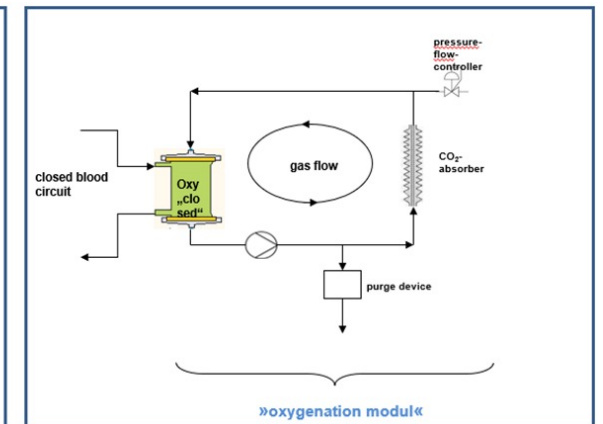 pressure-
flow-
controller
gas flow
CO₂-
absorber
closed blood
circuit
Oxy
„clo
sed“
purge device
»oxygenation modul«